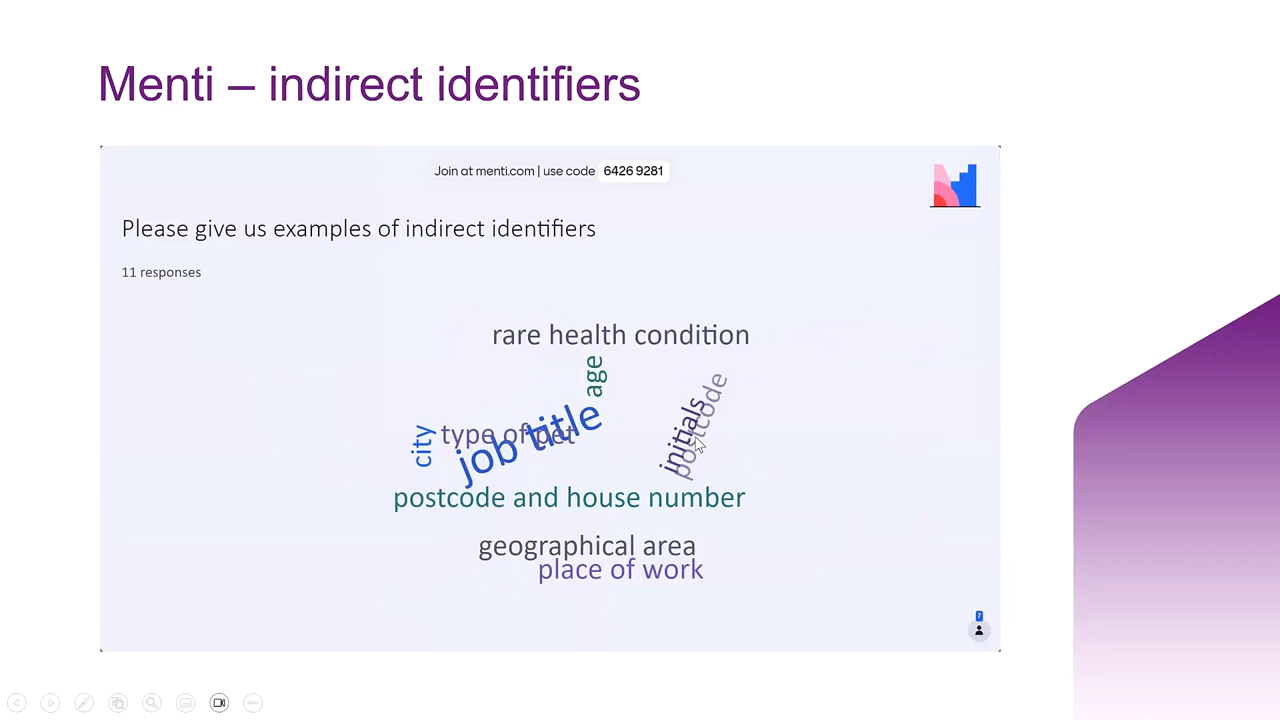 Menti – indirect identifiers
Join at menti.com | use code 6426 9281
Please give us examples of indirect identifiers
11 responses
rare health condition
age
initials
postcode
city
type of pet
job title
postcode and house number
geographical area
place of work
7